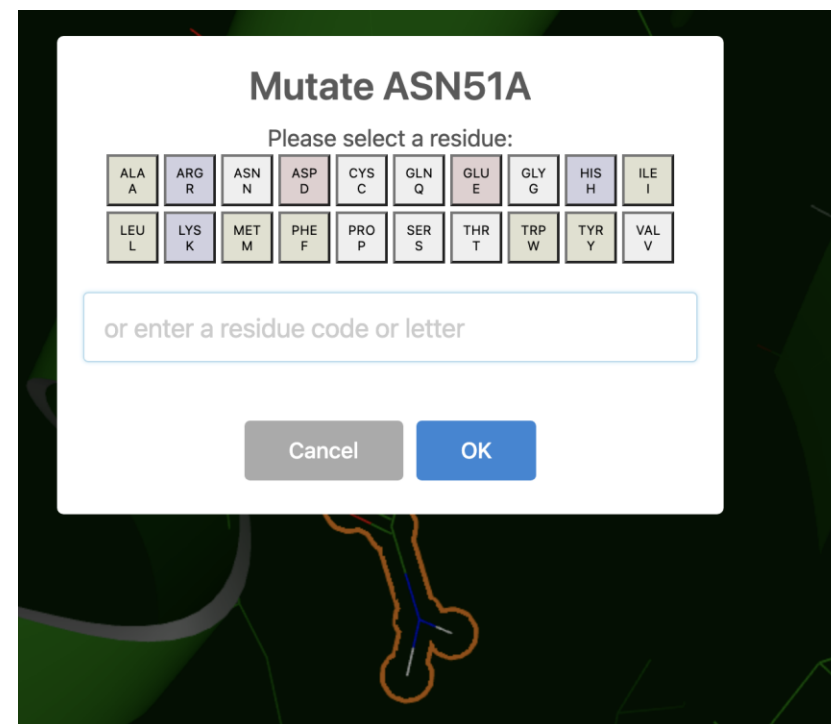 Mutate ASN51A
Please select a residue:
ALA ARG ASN ASP CYS GLN GLU GLY HIS ILE
A R N D C Q E G H I
LEU LYS MET PHE PRO SER THR TRP TYR VAL
L K M F P S T W Y V
or enter a residue code or letter
Cancel OK